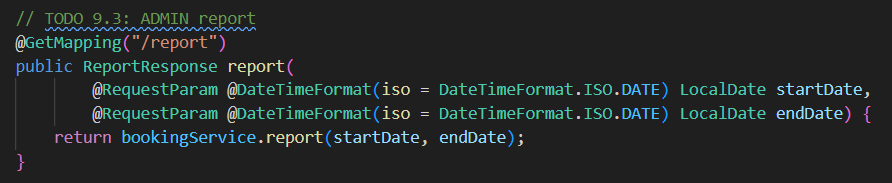 // TODO 9.3: ADMIN report
@GetMapping("/report")
public ReportResponse report(
        @RequestParam @DateTimeFormat(iso = DateTimeFormat.ISO.DATE) LocalDate startDate,
        @RequestParam @DateTimeFormat(iso = DateTimeFormat.ISO.DATE) LocalDate endDate) {
    return bookingService.report(startDate, endDate);
}